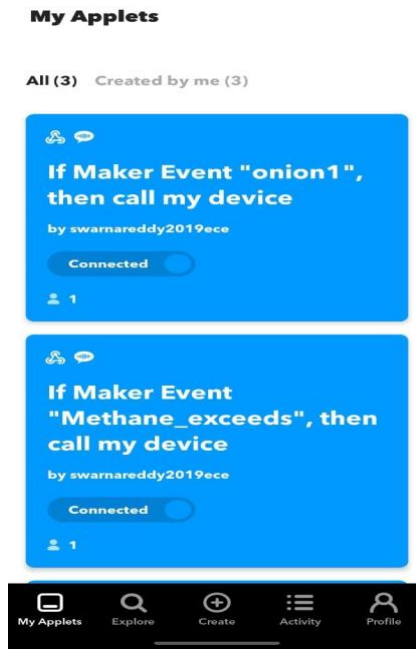 My Applets
All (3) Created by me (3)
If Maker Event "onion1",
then call my device
by swarnareddy2019ece
Connected
1
If Maker Event
"Methane_exceeds", then
call my device
by swarnareddy2019ece
Connected
1
My Applets Explore Create Activity Profile